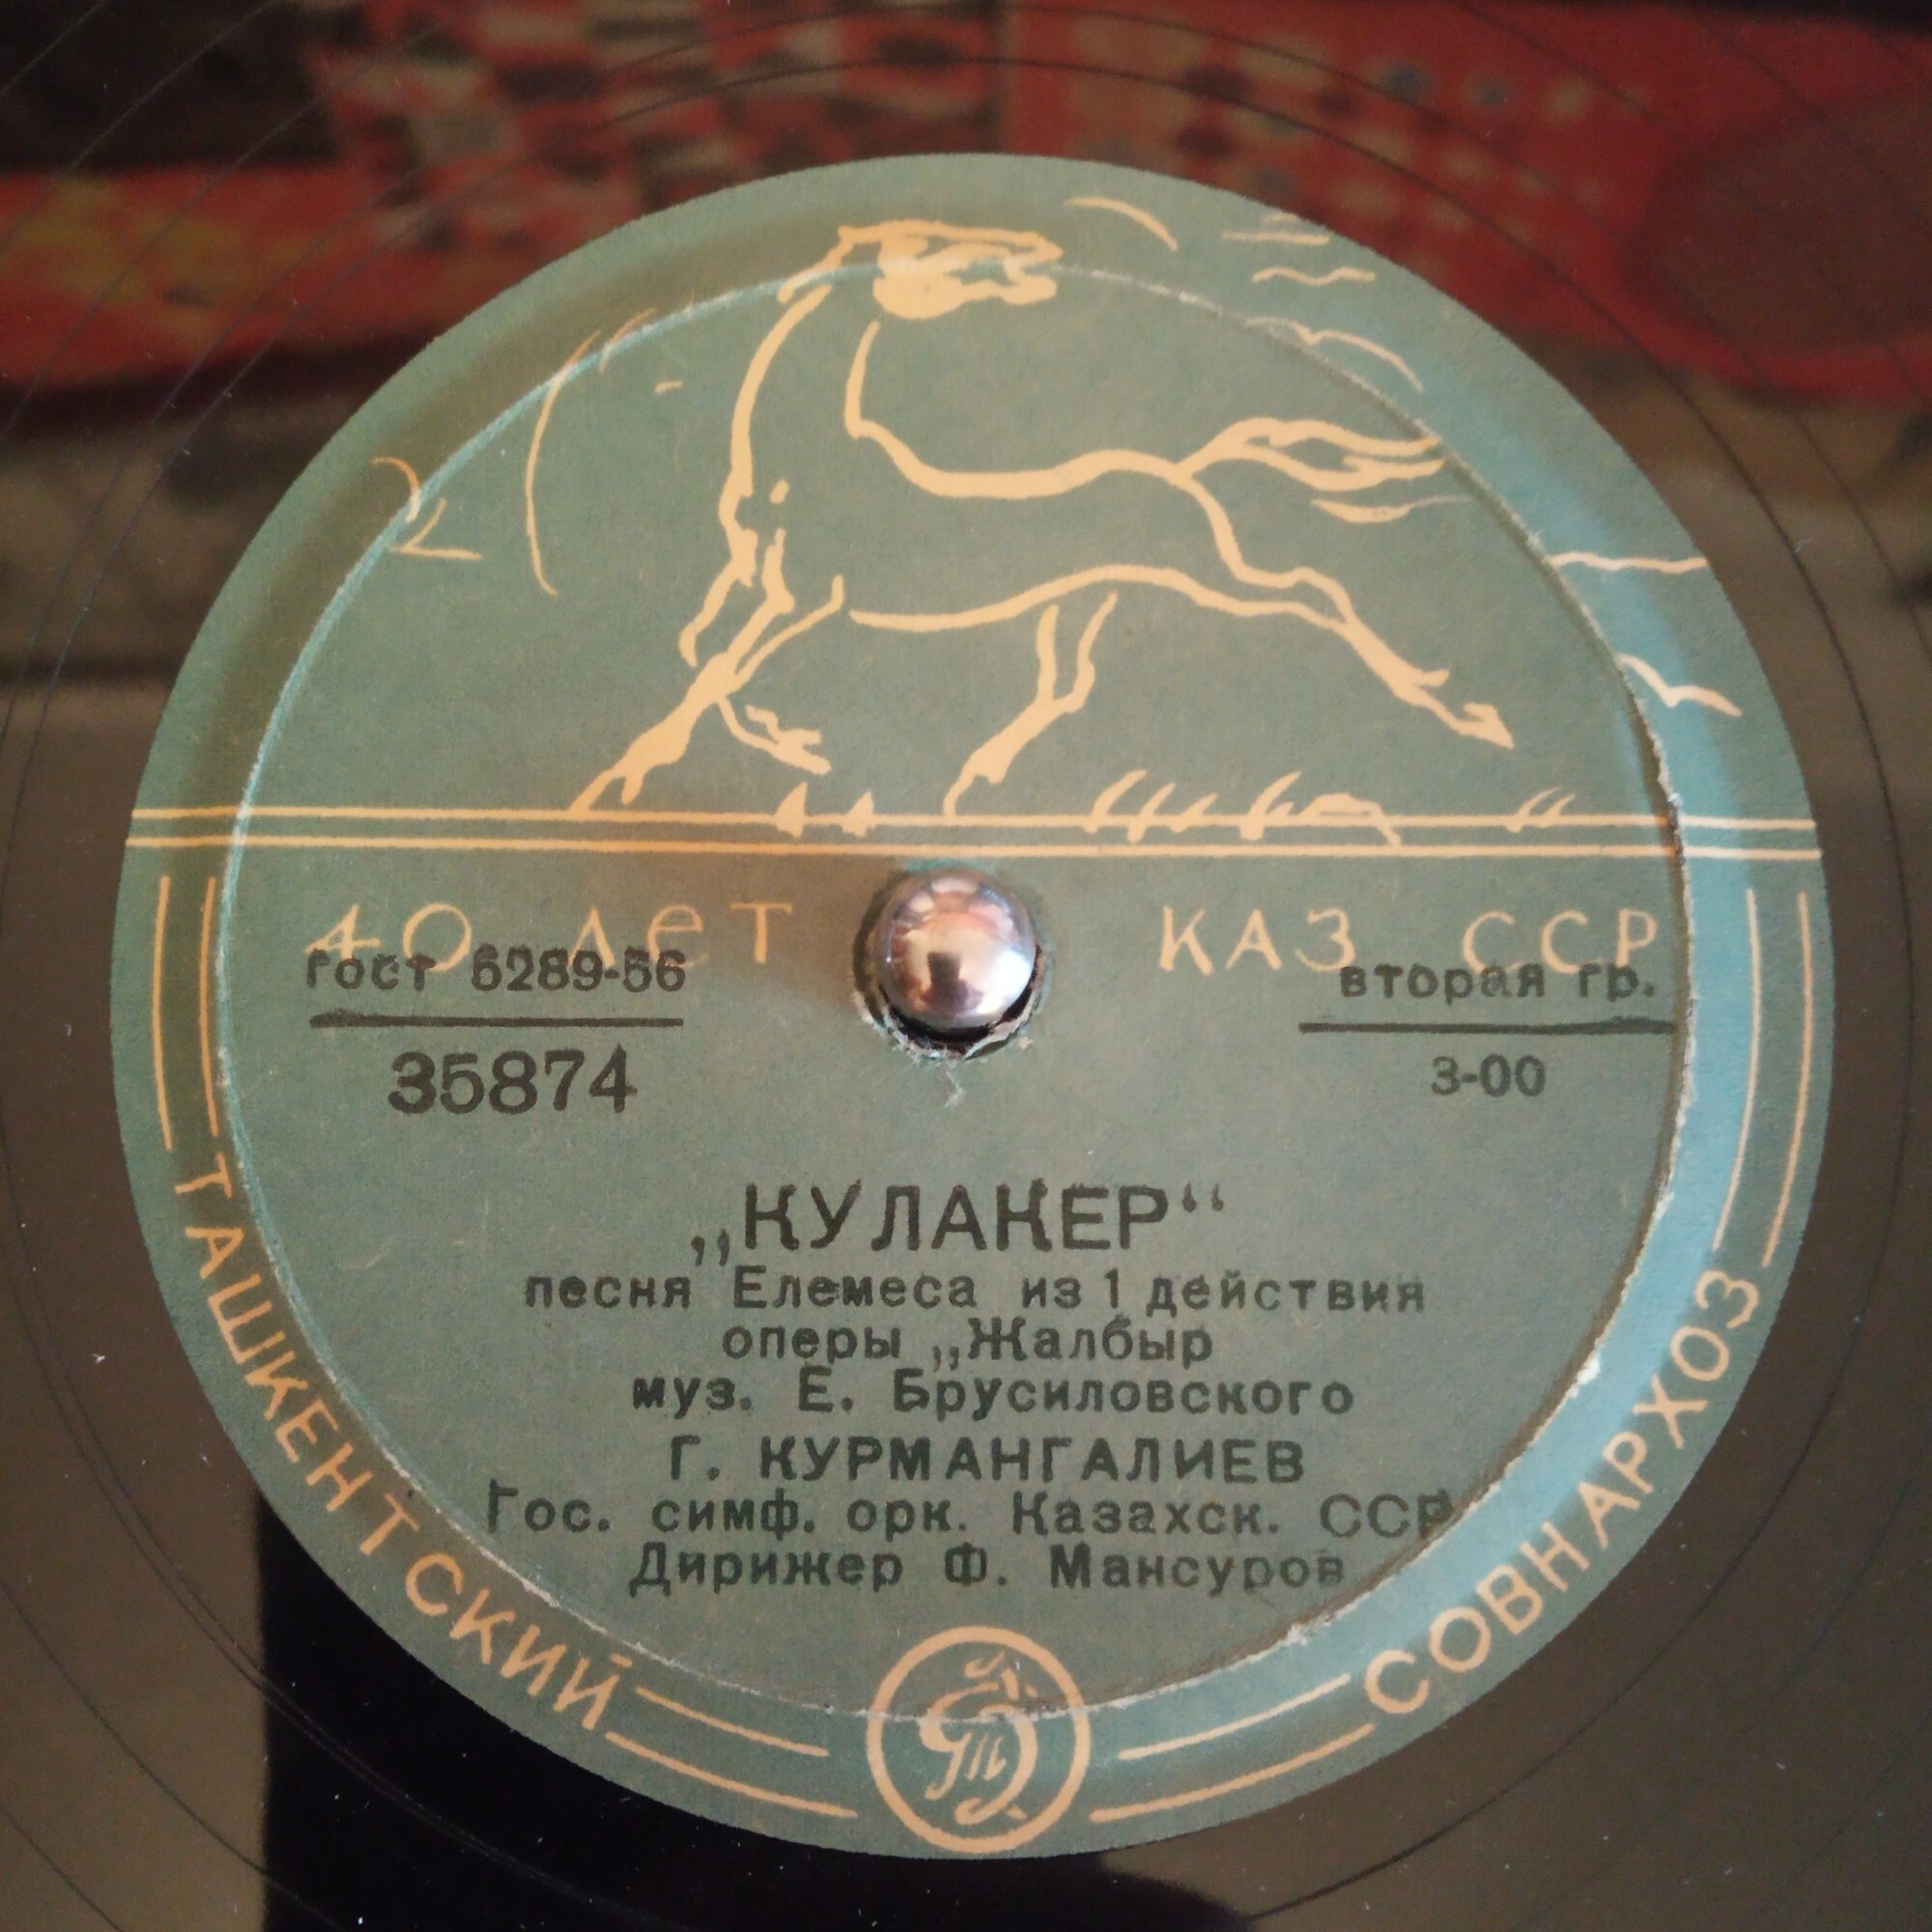 40 лет КАЗ ССР
гост 5289-56
вторая гр.
35874
3-00
„КУЛАКЕР“
песня Елемеса из 1 действия
оперы „Жалбыр
муз. Е. Брусиловского
Г. КУРМАНГАЛИЕВ
Гос. симф. орк. Казахск. ССР
Дирижер Ф. Мансуров
ТАШКЕНТСКИЙ
СОВНАРХОЗ